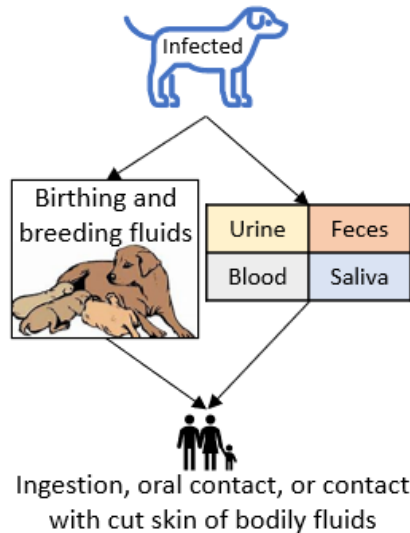 Infected
Birthing and
breeding fluids
Urine
Feces
Blood
Saliva
Ingestion, oral contact, or contact
with cut skin of bodily fluids